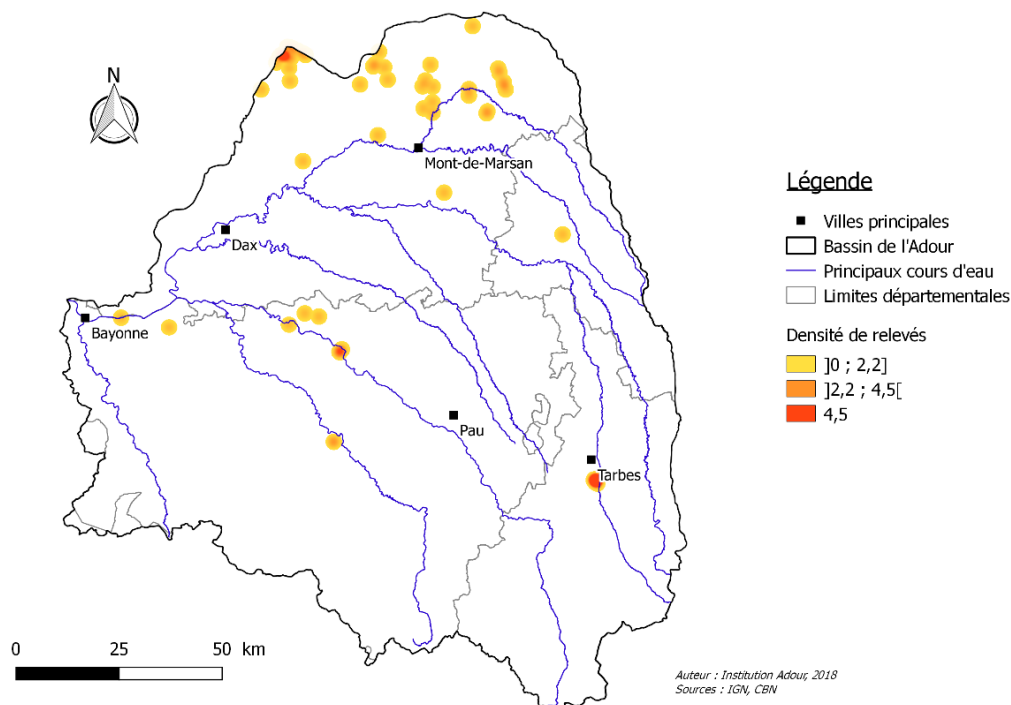 N
Mont-de-Marsan
Dax
Bayonne
Pau
Tarbes
Légende
Villes principales
Bassin de l'Adour
Principaux cours d'eau
Limites départementales
Densité de relevés
]0 ; 2,2]
]2,2 ; 4,5[
4,5
0 25 50 km
Auteur : Institution Adour, 2018
Sources : IGN, CBN